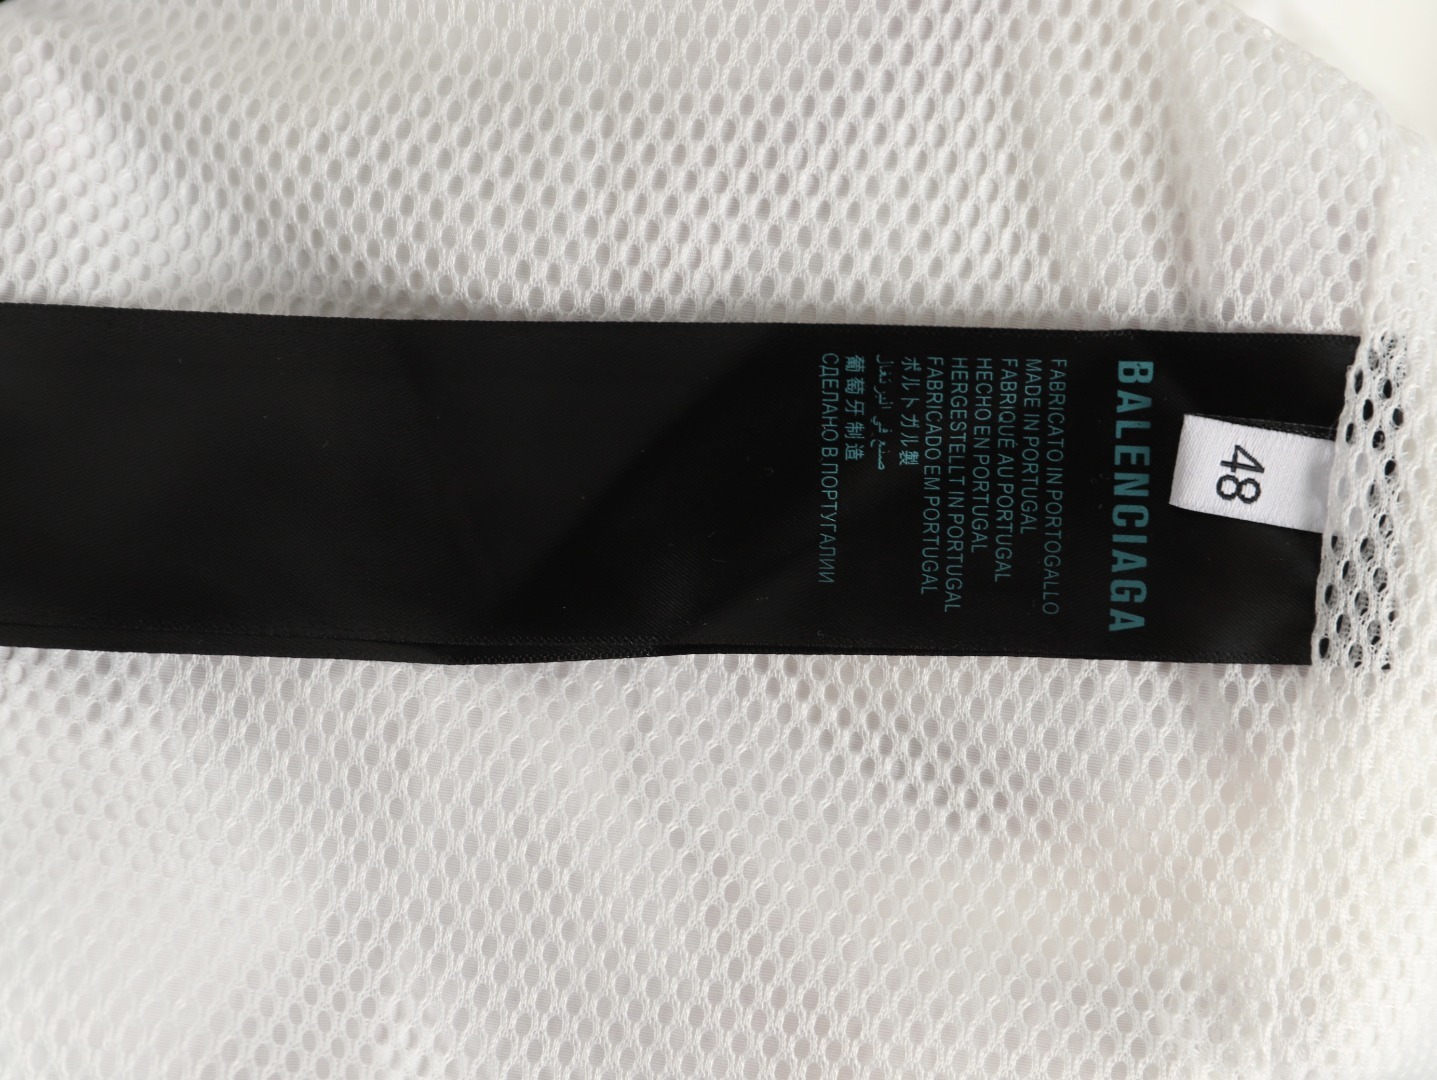 48
BALENCIAGA
FABRICATO IN PORTOGALLO
MADE IN PORTUGAL
FABRIQUÉ AU PORTUGAL
HECHO EN PORTUGAL
HERGESTELLT IN PORTUGAL
FABRICADO EM PORTUGAL
ポルトガル製
صنع في البرتغال
葡萄牙制造
СДЕЛАНО В ПОРТУГАЛИИ